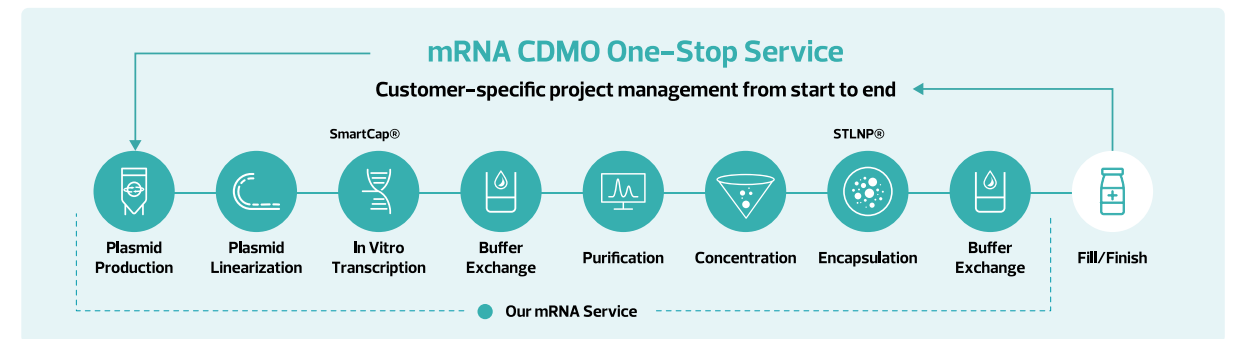 mRNA CDMO One-Stop Service
Customer-specific project management from start to end
SmartCap®
STLNP®
Plasmid
Production
Plasmid
Linearization
In Vitro
Transcription
Buffer
Exchange
Purification
Concentration
Encapsulation
Buffer
Exchange
Fill/Finish
Our mRNA Service